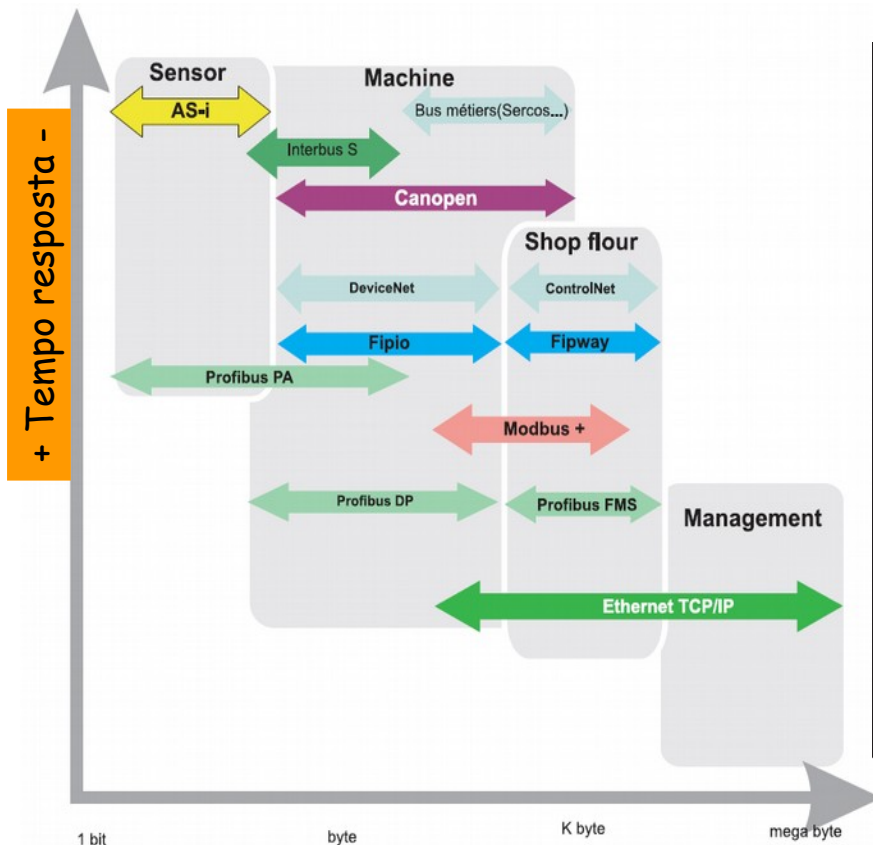 Sensor
Machine
AS-i
Bus métiers(Sercos...)
Interbus S
Canopen
Shop flour
DeviceNet
ControlNet
Fipio
Fipway
Profibus PA
Modbus +
Profibus DP
Profibus FMS
Management
Ethernet TCP/IP
+ Tempo resposta -
1 bit
byte
K byte
mega byte